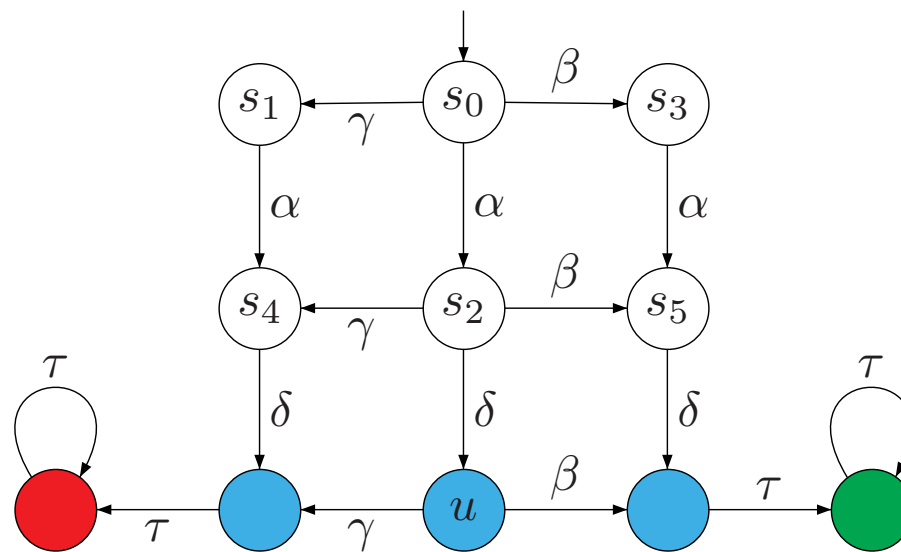 β
s₁ s₀ s₃
γ
α α α
β
s₄ s₂ s₅
γ
τ τ
δ δ δ
β τ
u
τ γ